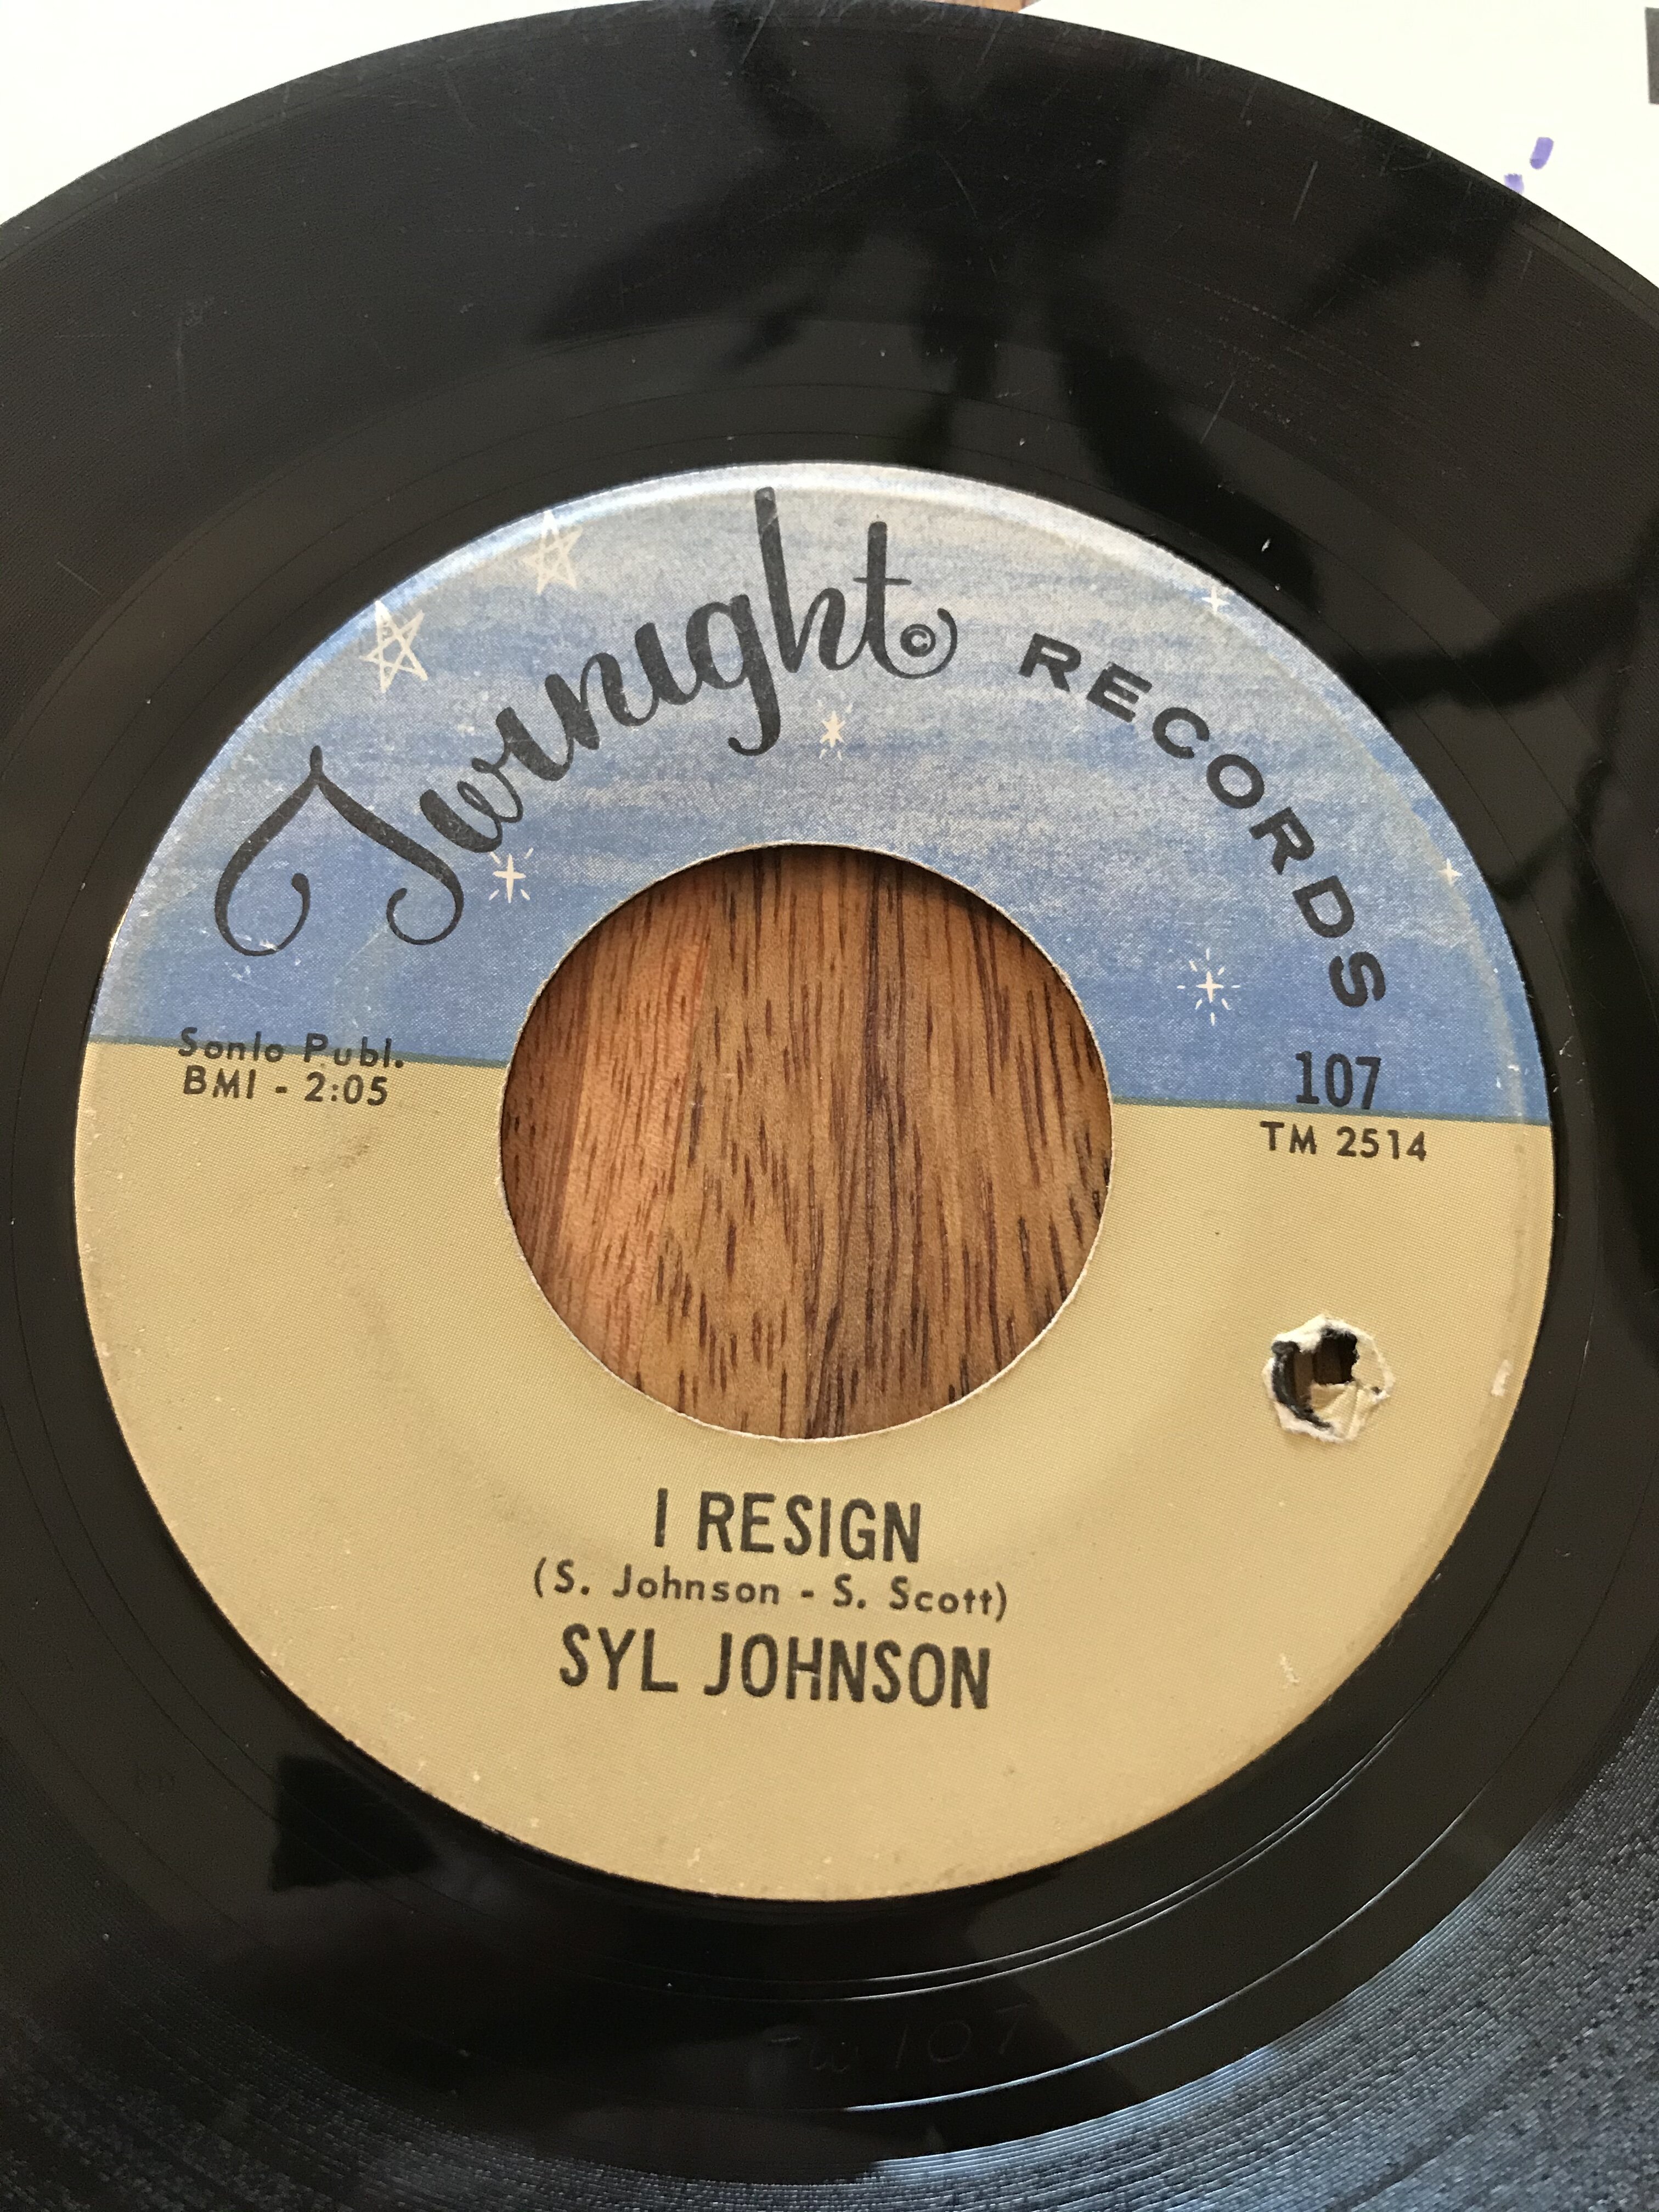 Twinight © RECORDS
Sonlo Publ.
BMI - 2:05
107
TM 2514
I RESIGN
(S. Johnson - S. Scott)
SYL JOHNSON